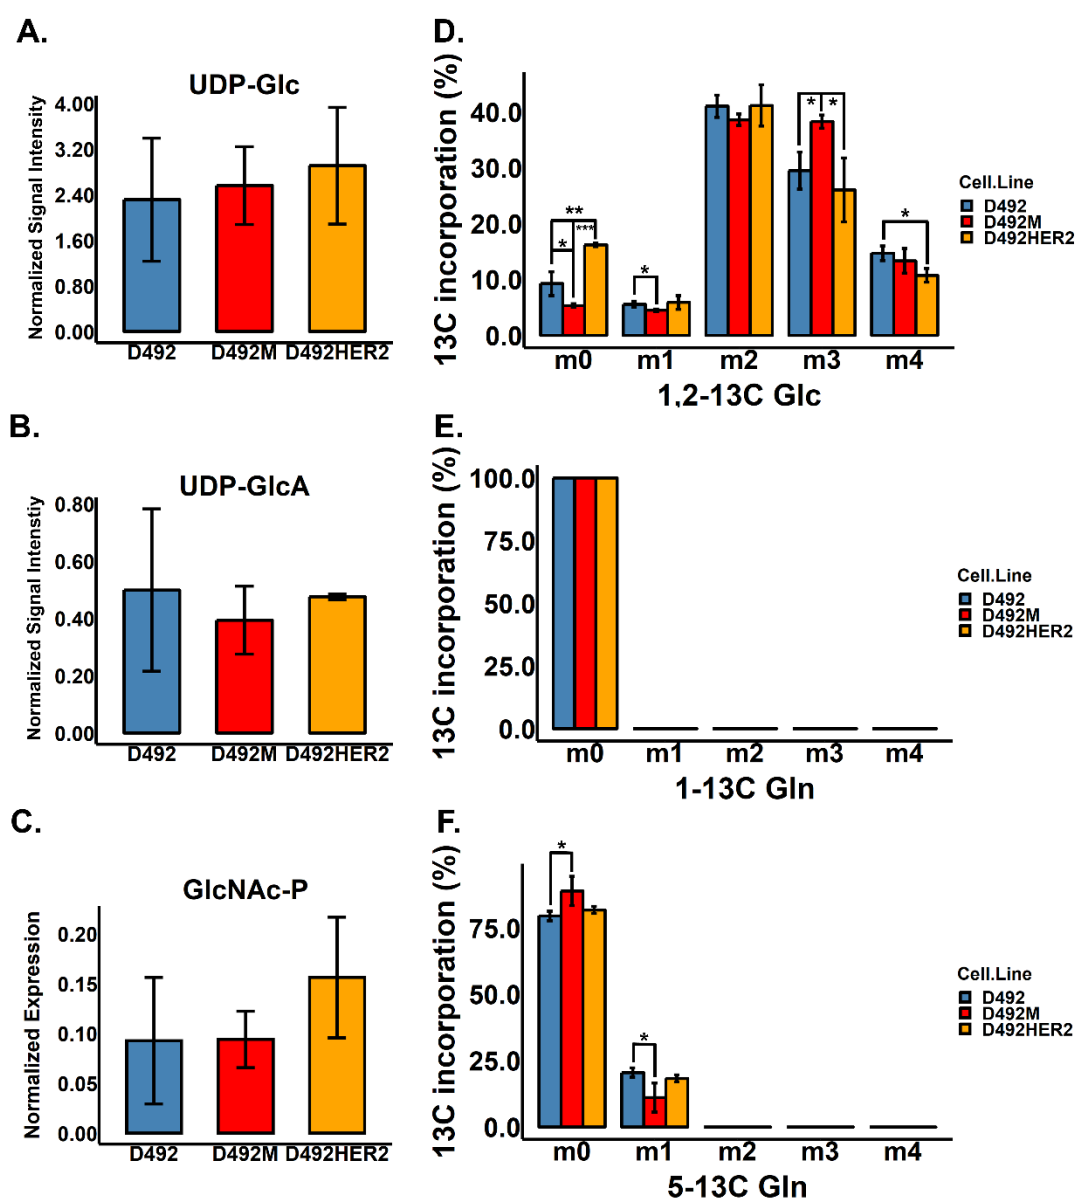 A.
UDP-Glc
Normalized Signal Intensity
4.00
3.20
2.40
1.60
0.80
0.00
D492 D492M D492HER2
B.
UDP-GlcA
Normalized Signal Intenstiy
0.80
0.60
0.40
0.20
0.00
D492 D492M D492HER2
C.
GlcNAc-P
Normalized Expression
0.20
0.15
0.10
0.05
0.00
D492 D492M D492HER2
D.
13C incorporation (%)
40.0
30.0
20.0
10.0
0.0
** * ***
*
* *
*
m0 m1 m2 m3 m4
1,2-13C Glc
Cell.Line
D492
D492M
D492HER2
E.
13C incorporation (%)
100.0
75.0
50.0
25.0
0.0
m0 m1 m2 m3 m4
1-13C Gln
Cell.Line
D492
D492M
D492HER2
F.
13C incorporation (%)
75.0
50.0
25.0
0.0
*
*
m0 m1 m2 m3 m4
5-13C Gln
Cell.Line
D492
D492M
D492HER2